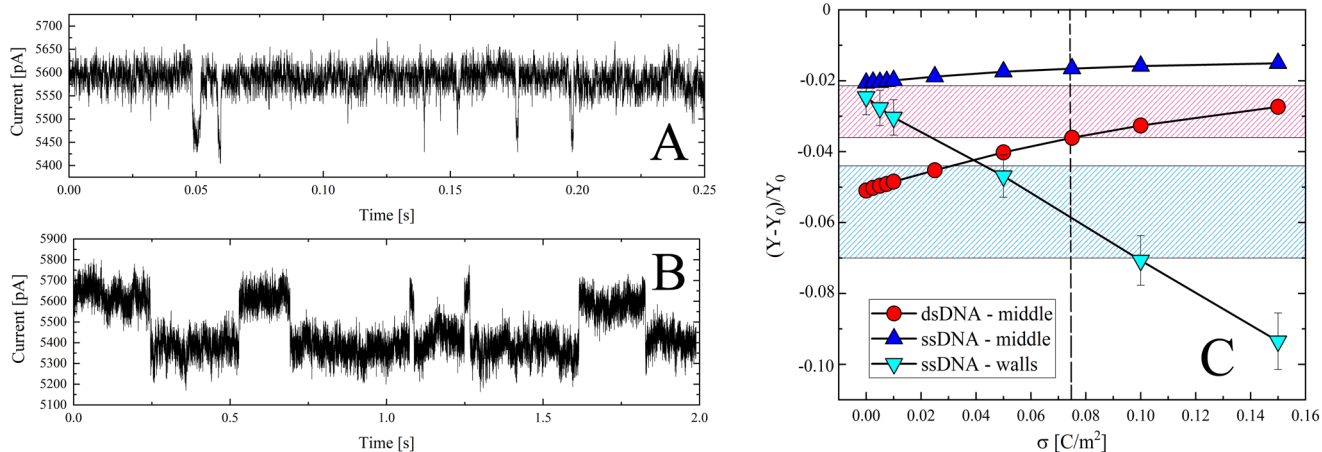 5700
5650
5600
5550
5500
5450
5400
Current [pA]
A
0.00 0.05 0.10 0.15 0.20 0.25
Time [s]
5900
5800
5700
5600
5500
5400
5300
5200
5100
Current [pA]
B
0.0 0.5 1.0 1.5 2.0
Time [s]
0
-0.02
-0.04
-0.06
-0.08
-0.10
(Y-Y₀)/Y₀
dsDNA - middle
ssDNA - middle
ssDNA - walls
C
0.00 0.02 0.04 0.06 0.08 0.10 0.12 0.14 0.16
σ [C/m²]